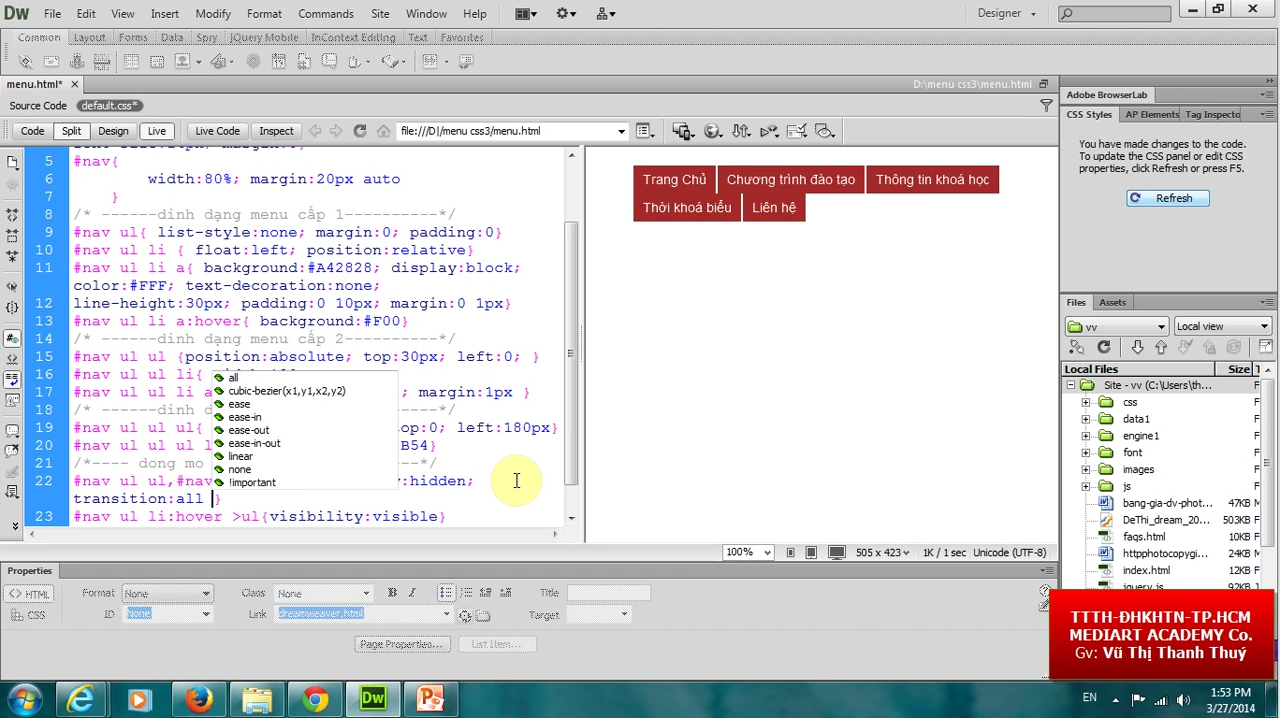 Dw File Edit View Insert Modify Format Commands Site Window Help Designer
Common Layout Forms Data Spry jQuery Mobile InContext Editing Text Favorites
menu.html* D:\menu css3\menu.html
Source Code default.css*
Code Split Design Live Live Code Inspect file:///D|/menu css3/menu.html
5 #nav{
6 width:80%; margin:20px auto
7 }
8 /* ------dinh dạng menu cấp 1----------*/
9 #nav ul{ list-style:none; margin:0; padding:0}
10 #nav ul li { float:left; position:relative}
11 #nav ul li a{ background:#A42828; display:block;
color:#FFF; text-decoration:none;
12 line-height:30px; padding:0 10px; margin:0 1px}
13 #nav ul li a:hover{ background:#F00}
14 /* ------dinh dạng menu cấp 2----------*/
15 #nav ul ul {position:absolute; top:30px; left:0; }
16 #nav ul ul li{
17 #nav ul ul li a ; margin:1px }
18 /* ------dinh d -----*/
19 #nav ul ul ul{ op:0; left:180px}
20 #nav ul ul ul l B54}
21 /*---- dong mo ---*/
22 #nav ul ul,#nav y:hidden;
transition:all }
23 #nav ul li:hover >ul{visibility:visible}
all
cubic-bezier(x1,y1,x2,y2)
ease
ease-in
ease-out
ease-in-out
linear
none
!important
Trang Chủ Chương trình đào tạo Thông tin khoá học
Thời khoá biểu Liên hệ
100% 505 x 423 1K / 1 sec Unicode (UTF-8)
Adobe BrowserLab
CSS Styles AP Elements Tag Inspecto
You have made changes to the code.
To update the CSS panel or edit CSS
properties, click Refresh or press F5.
Refresh
Files Assets
vv Local view
Local Files Size
Site - vv (C:\Users\th... F
css F
data1 F
engine1 F
font F
images F
js F
bang-gia-dv-phot... 47KB
DeThi_dream_20... 22KB
faqs.html 10KB
httpphotocopygi... 24KB
index.html 12KB
jquery.js 92KB
Properties
HTML Format None Class None B I Title
CSS ID None Link dreamweaver.html Target
Page Properties... List Item...
TTTH-ĐHKHTN-TP.HCM
MEDIART ACADEMY Co.
Gv: Vũ Thị Thanh Thuý
EN 1:53 PM
3/27/2014